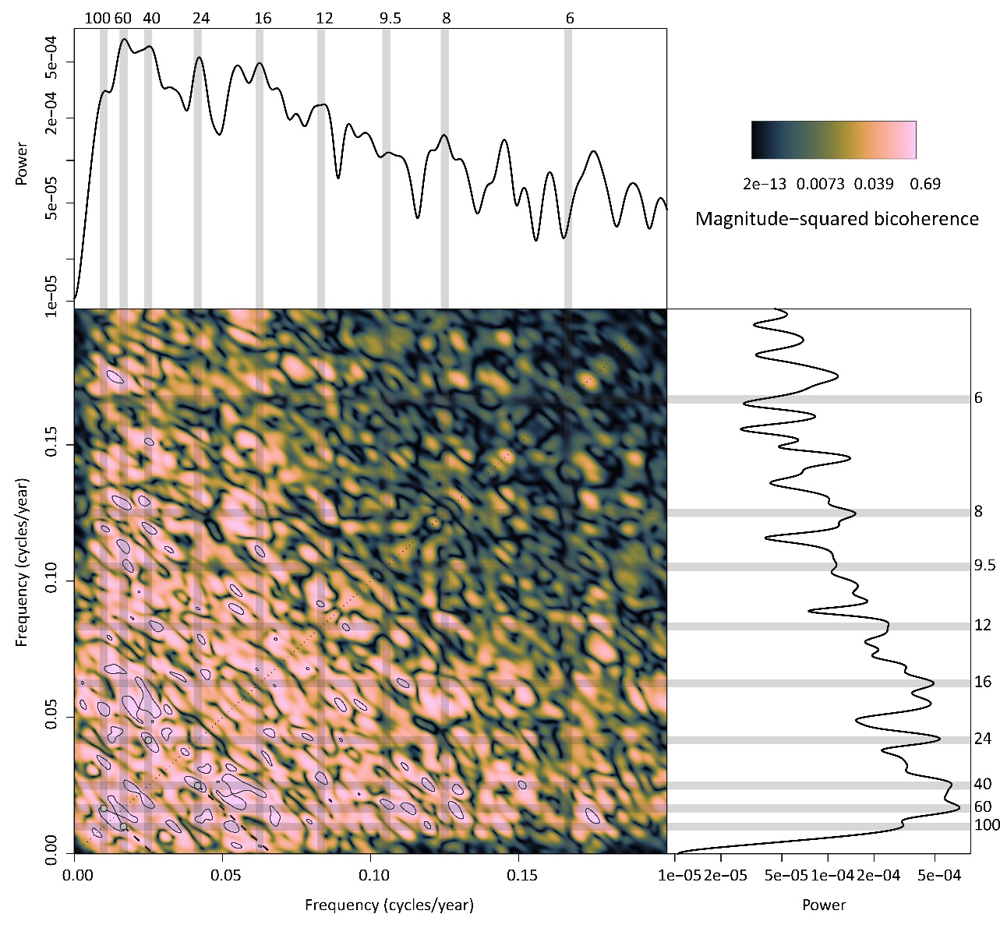 100 60 40 24 16 12 9.5 8 6
5e−04
2e−04
5e−05
1e−05
Power
2e−13 0.0073 0.039 0.69
Magnitude−squared bicoherence
0.15
0.10
0.05
0.00
Frequency (cycles/year)
6
8
9.5
12
16
24
40
60
100
0.00 0.05 0.10 0.15
Frequency (cycles/year)
1e−05 2e−05 5e−05 1e−04 2e−04 5e−04
Power